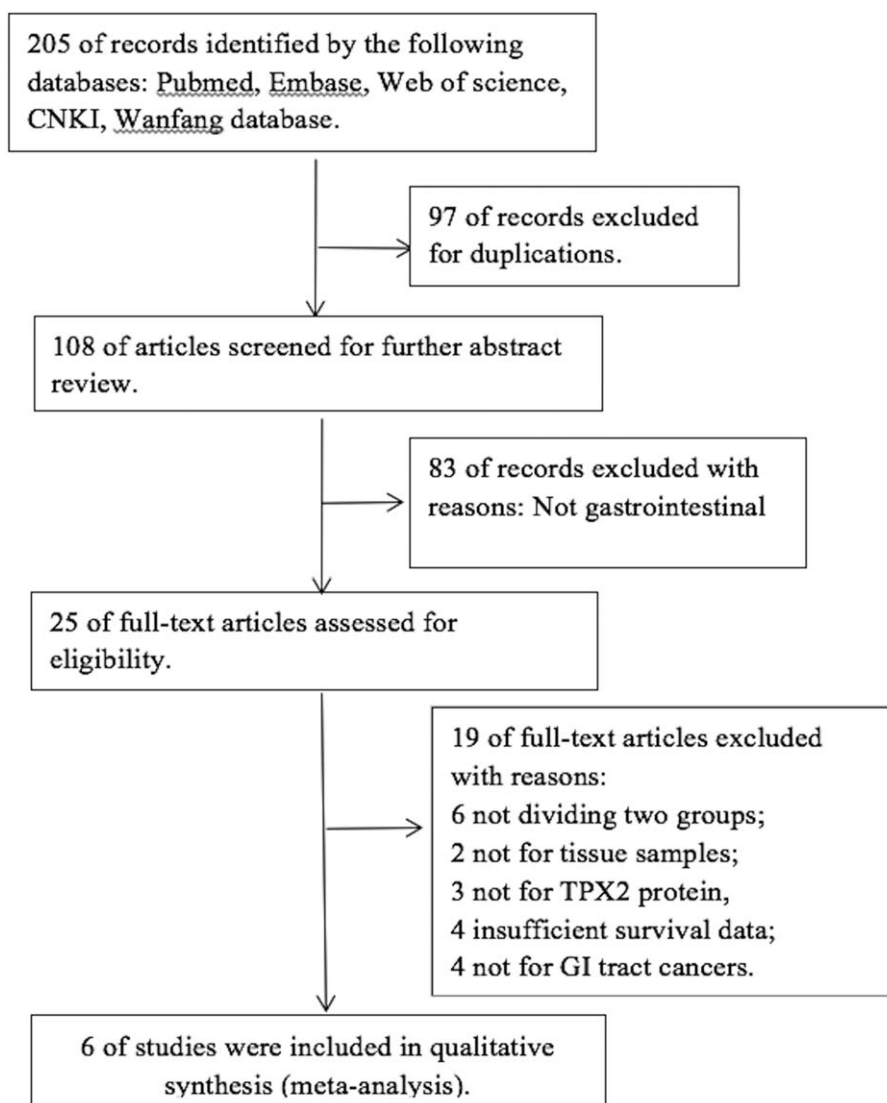 205 of records identified by the following
databases: Pubmed, Embase, Web of science,
CNKI, Wanfang database.
97 of records excluded
for duplications.
108 of articles screened for further abstract
review.
83 of records excluded with
reasons: Not gastrointestinal
25 of full-text articles assessed for
eligibility.
19 of full-text articles excluded
with reasons:
6 not dividing two groups;
2 not for tissue samples;
3 not for TPX2 protein,
4 insufficient survival data;
4 not for GI tract cancers.
6 of studies were included in qualitative
synthesis (meta-analysis).